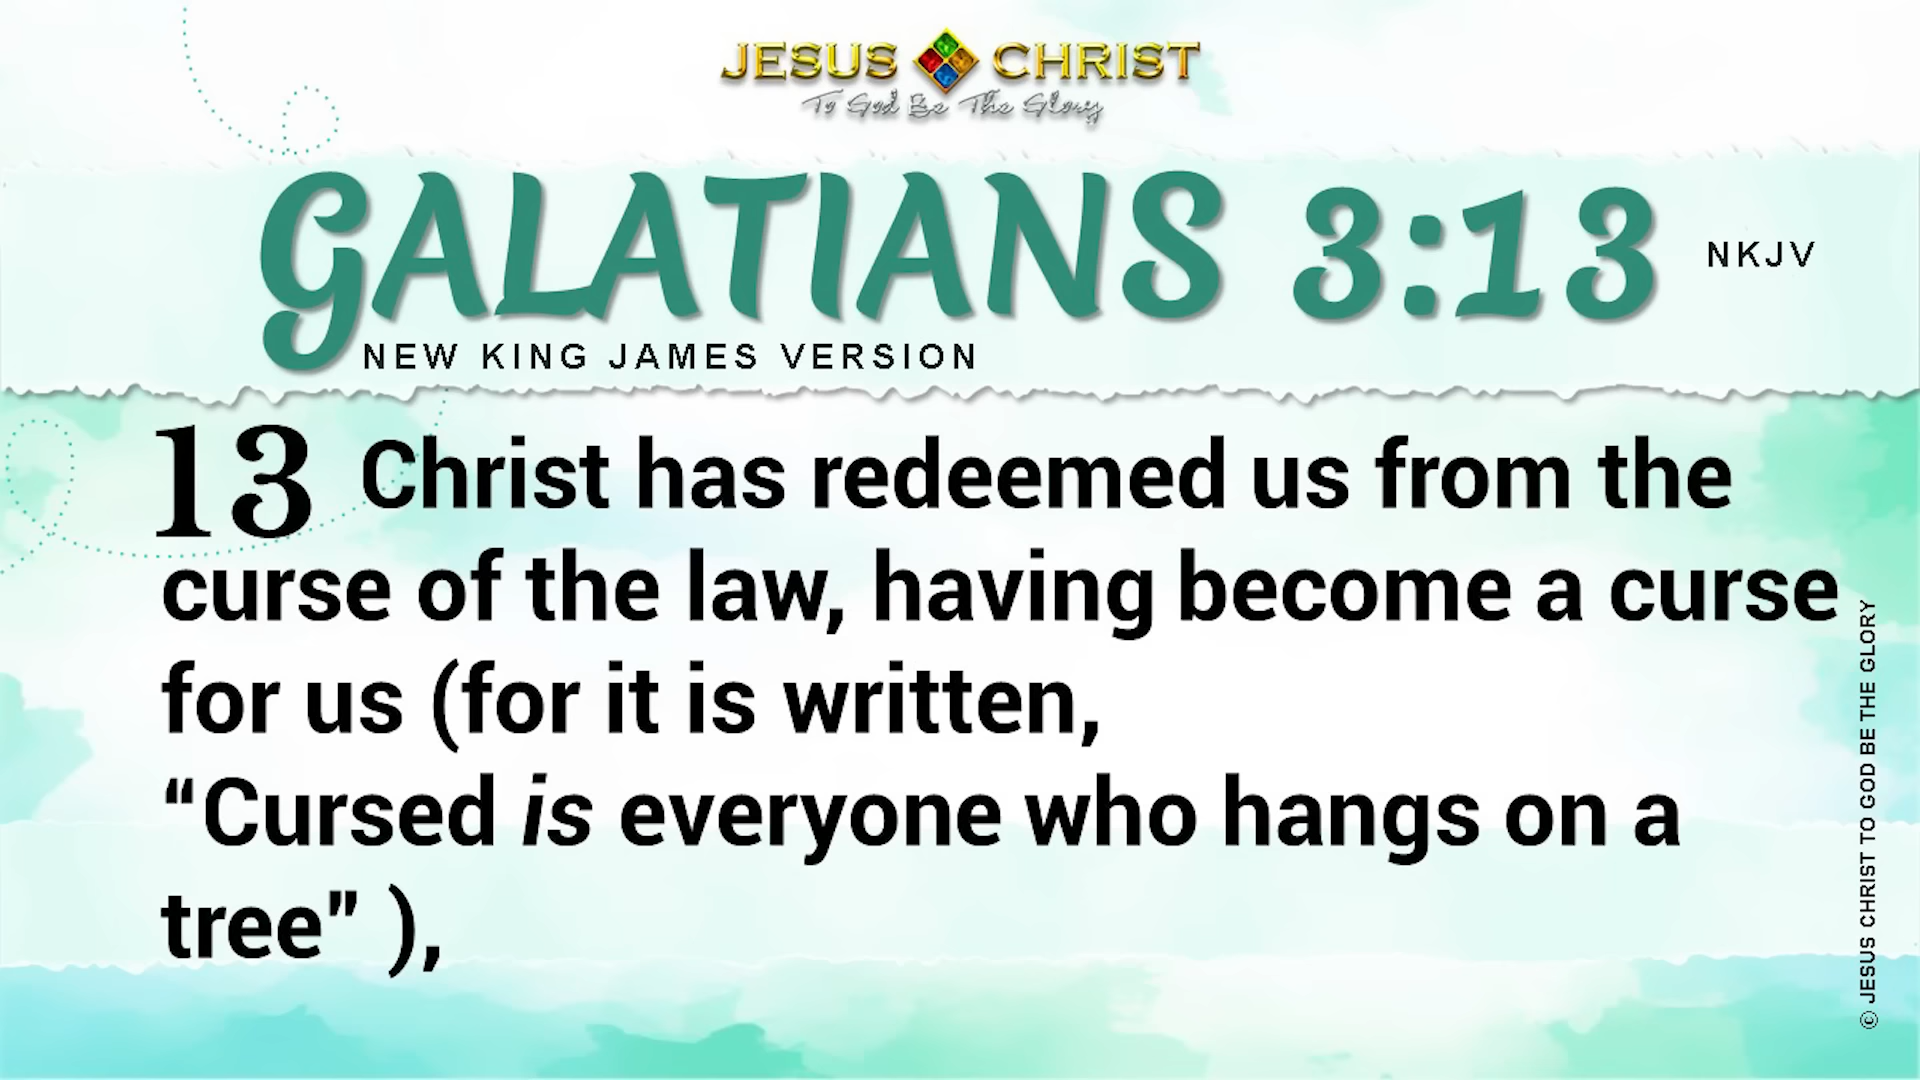 JESUS CHRIST
To God Be The Glory
GALATIANS 3:13 NKJV
NEW KING JAMES VERSION
13 Christ has redeemed us from the
curse of the law, having become a curse
for us (for it is written,
“Cursed is everyone who hangs on a
tree” ),
© JESUS CHRIST TO GOD BE THE GLORY